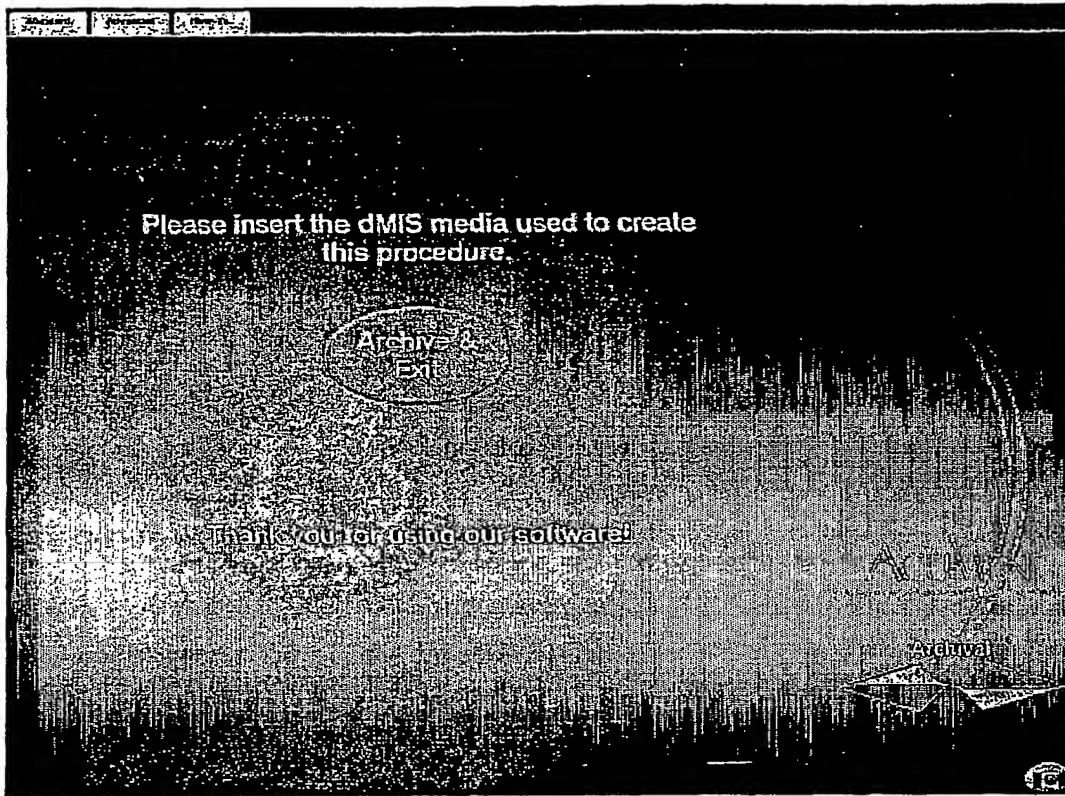 Please insert the dMIS media used to create
this procedure.
Archive &
Exit
Thank you for using our software!
Archival